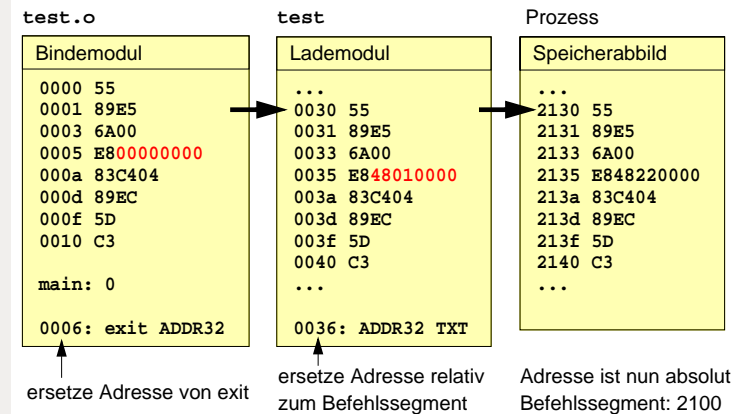 test.o
Bindemodul
0000 55
0001 89E5
0003 6A00
0005 E800000000
000a 83C404
000d 89EC
000f 5D
0010 C3
main: 0
0006: exit ADDR32
ersetze Adresse von exit
test
Lademodul
...
0030 55
0031 89E5
0033 6A00
0035 E848010000
003a 83C404
003d 89EC
003f 5D
0040 C3
...
0036: ADDR32 TXT
ersetze Adresse relativ
zum Befehlssegment
Prozess
Speicherabbild
...
2130 55
2131 89E5
2133 6A00
2135 E848220000
213a 83C404
213d 89EC
213f 5D
2140 C3
...
Adresse ist nun absolut
Befehlssegment: 2100